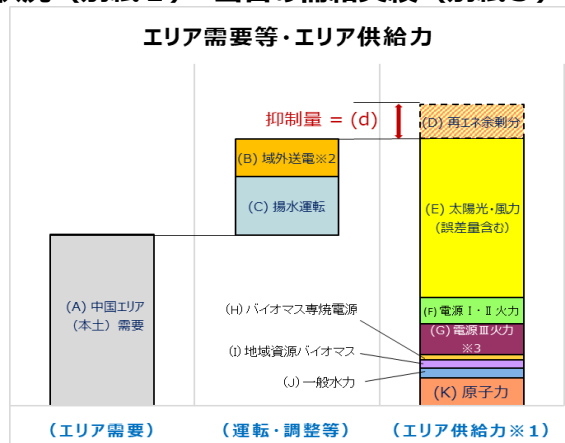 エリア需要等・エリア供給力
抑制量 = (d)
(D) 再エネ余剰分
(B) 域外送電※2
(C) 揚水運転
(E) 太陽光・風力
(誤差量含む)
(A) 中国エリア
(本土) 需要
(F) 電源Ⅰ・Ⅱ火力
(G) 電源Ⅲ火力
※3
(H) バイオマス専焼電源
(I) 地域資源バイオマス
(J) 一般水力
(K) 原子力
(エリア需要)
(運転・調整等)
(エリア供給力※1)